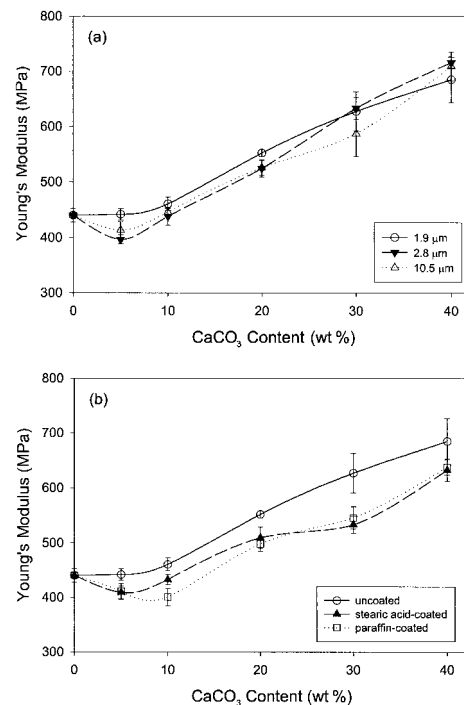 800
(a)
700
600
500
400
300
Young's Modulus (MPa)
1.9 µm
2.8 µm
10.5 µm
0 10 20 30 40
CaCO₃ Content (wt %)
800
(b)
700
600
500
400
300
Young's Modulus (MPa)
uncoated
stearic acid-coated
paraffin-coated
0 10 20 30 40
CaCO₃ Content (wt %)